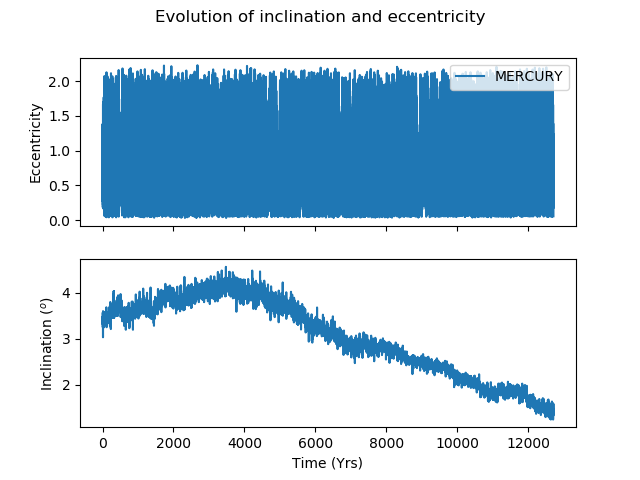 Evolution of inclination and eccentricity
2.0
1.5
1.0
0.5
0.0
Eccentricity
MERCURY
4
3
2
Inclination (°)
0 2000 4000 6000 8000 10000 12000
Time (Yrs)